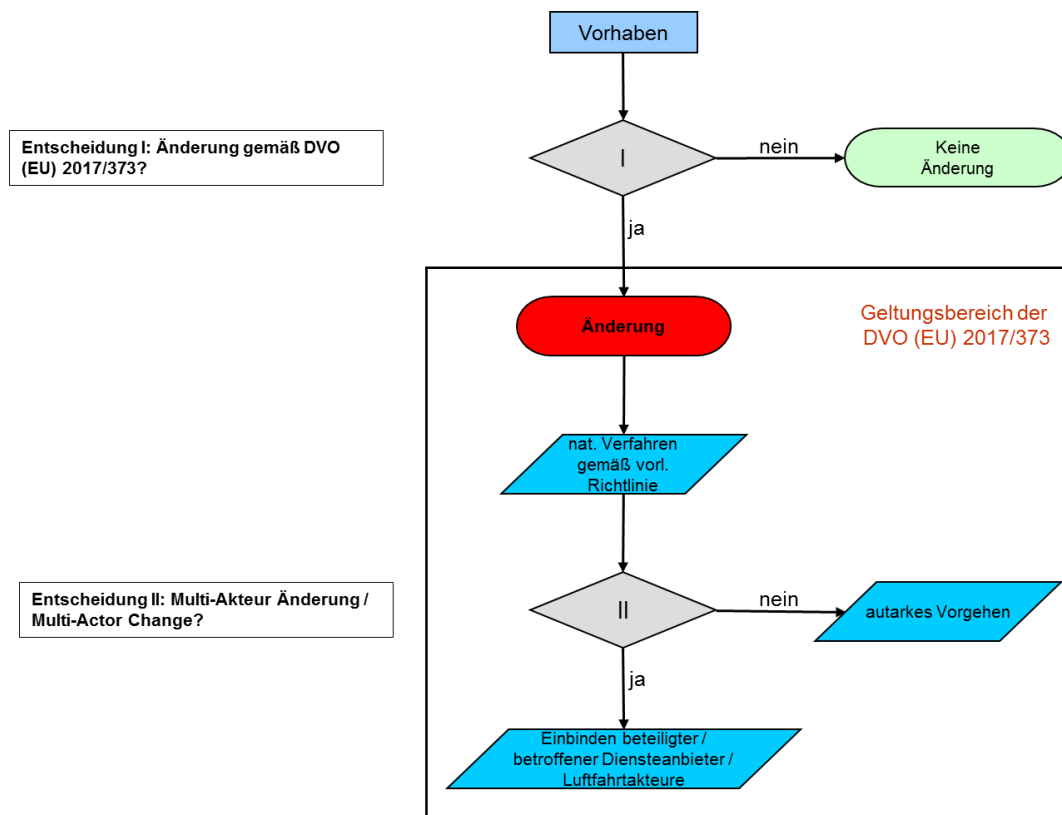 Vorhaben
Entscheidung I: Änderung gemäß DVO
(EU) 2017/373?
I
nein
Keine
Änderung
ja
Änderung
Geltungsbereich der
DVO (EU) 2017/373
nat. Verfahren
gemäß vorl.
Richtlinie
Entscheidung II: Multi-Akteur Änderung /
Multi-Actor Change?
II
nein
autarkes Vorgehen
ja
Einbinden beteiligter /
betroffener Diensteanbieter /
Luftfahrtakteure